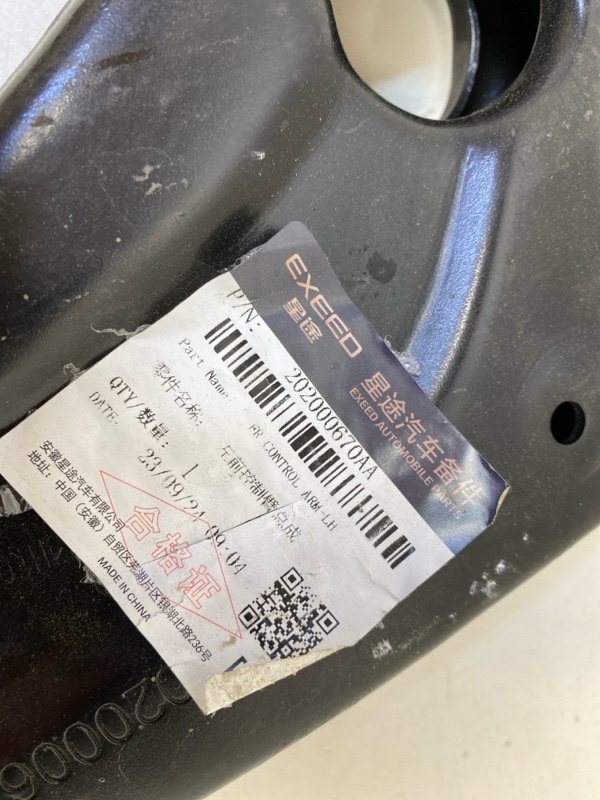 EXEED
星途
星途汽车备件
EXEED AUTOMOBILE PARTS
P/N: 202000670AA
Part Name: RR CONTROL ARM-LH
零件名称: 左前控制臂总成
QTY/数量: 1
DATE: 23/09/24 09:04
合格证
安徽星途汽车有限公司
地址: 中国（安徽）自贸区芜湖片区银湖北路236号
MADE IN CHINA
2020006